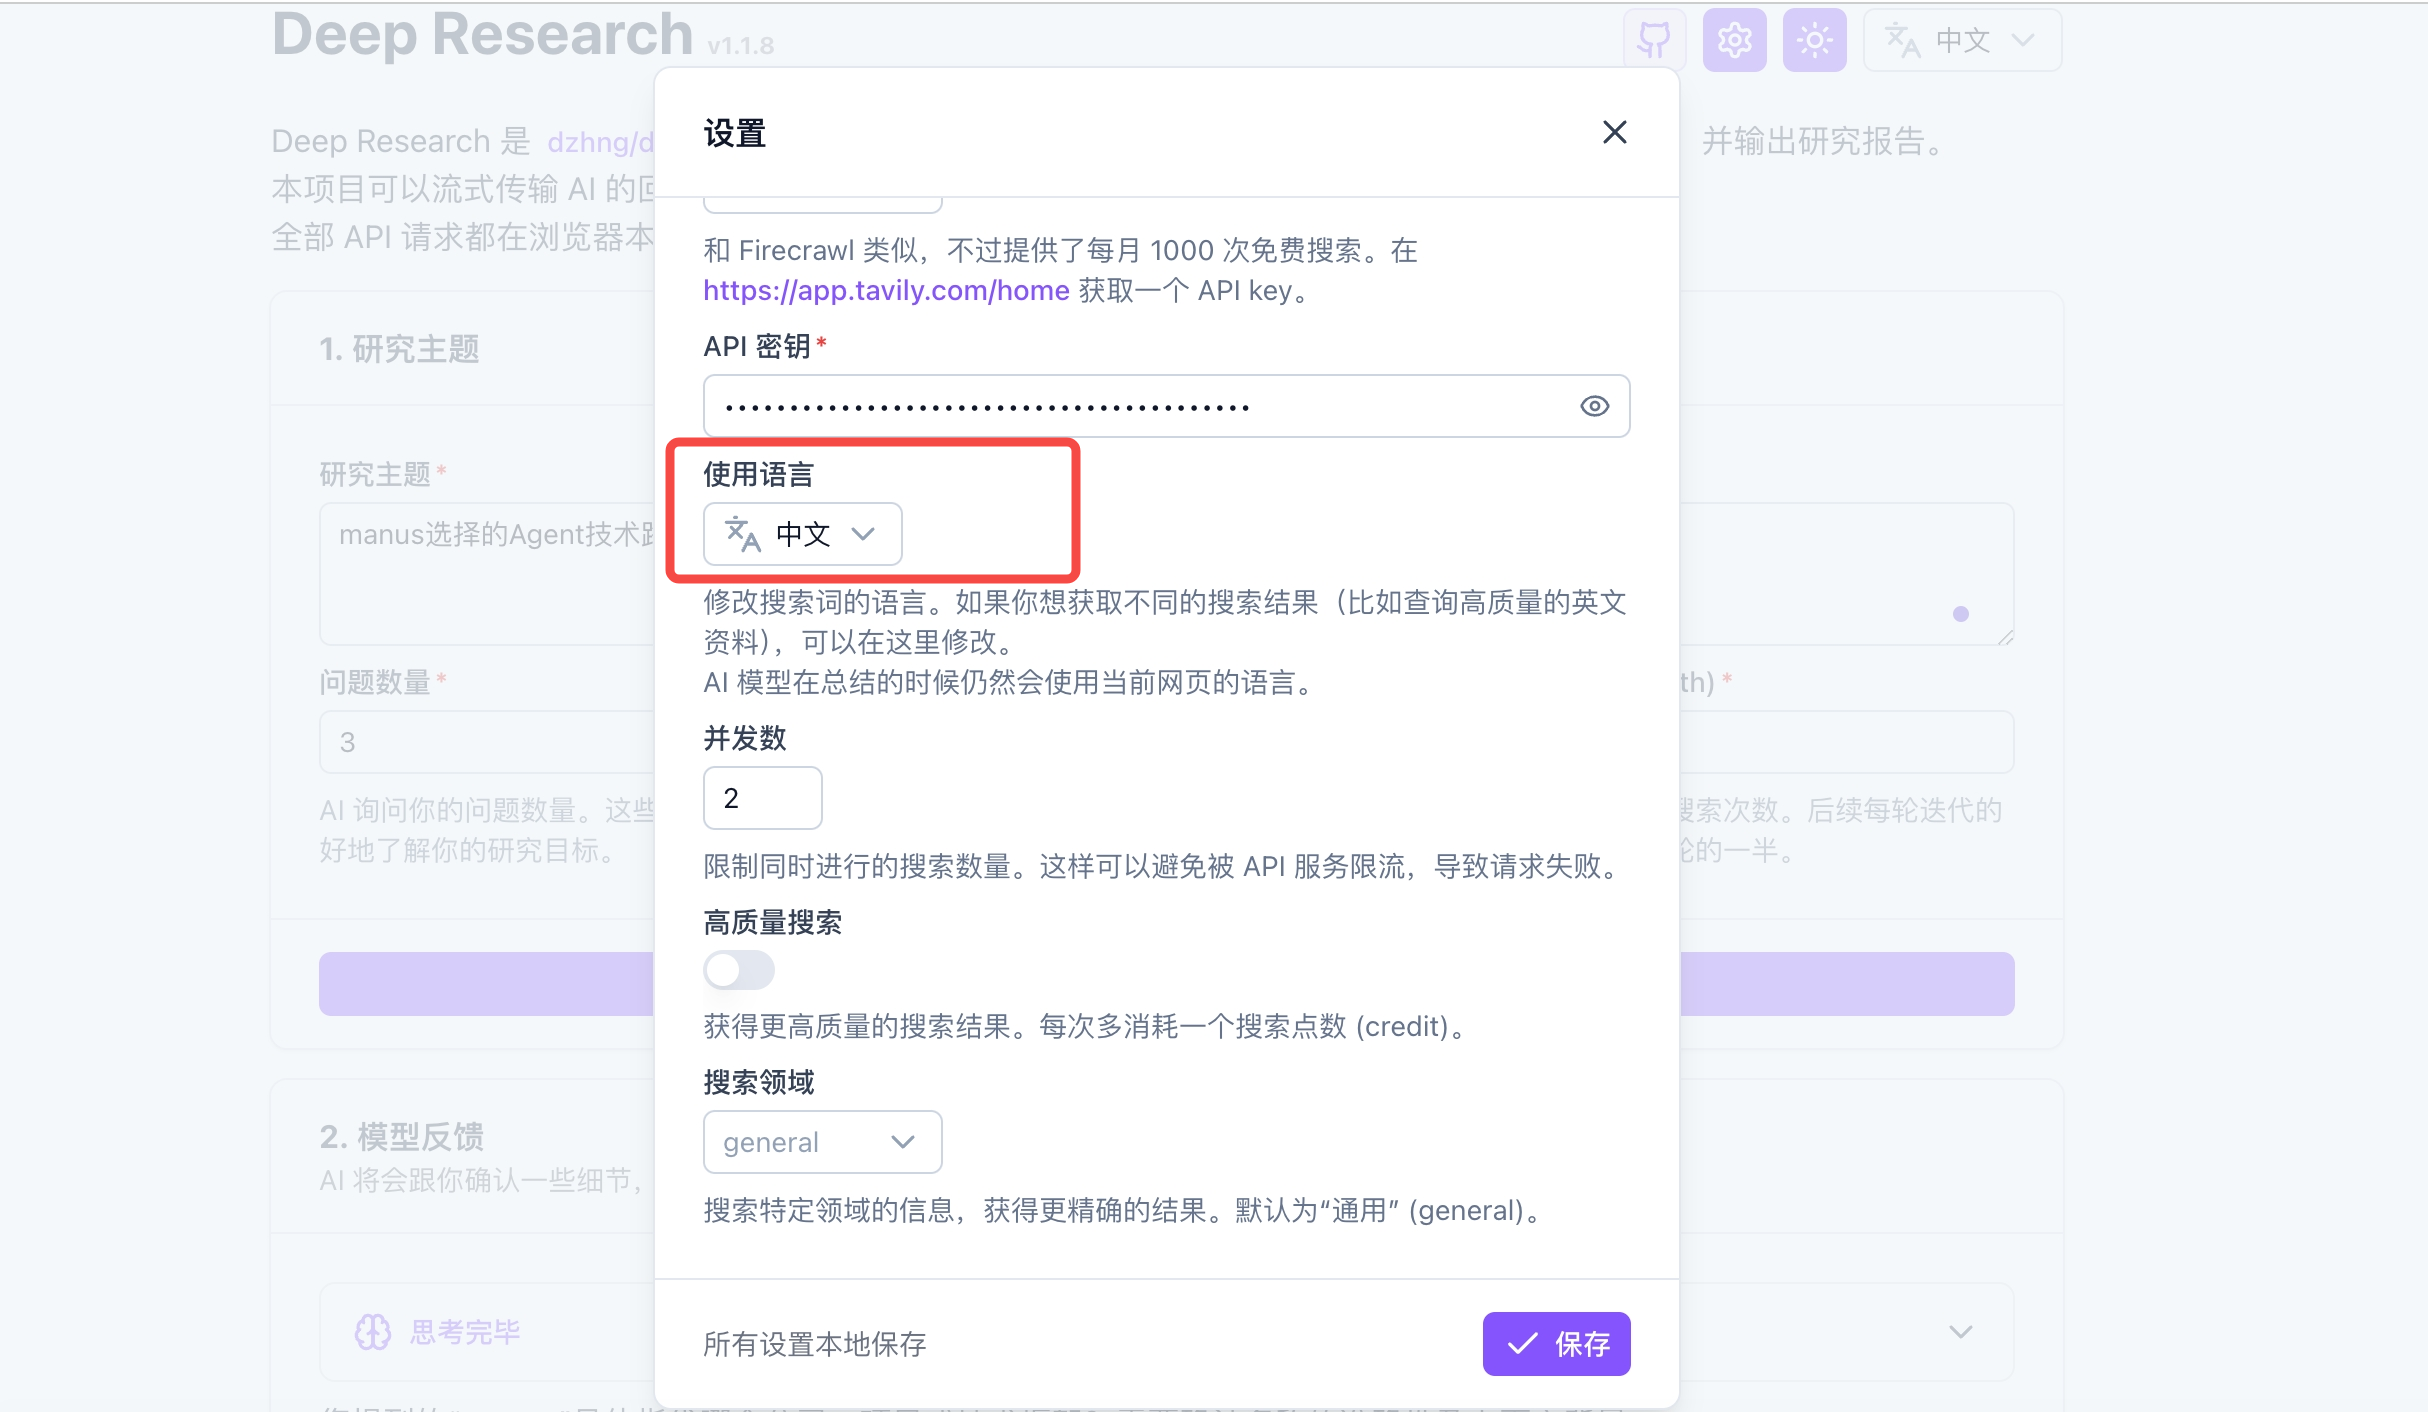 Deep Research v1.1.8
中文
Deep Research 是 dzhng/d
并输出研究报告。
本项目可以流式传输 AI 的回
全部 API 请求都在浏览器本
1. 研究主题
研究主题*
manus选择的Agent技术路
问题数量*
th) *
3
AI 询问你的问题数量。这些
好地了解你的研究目标。
搜索次数。后续每轮迭代的
轮的一半。
2. 模型反馈
AI 将会跟你确认一些细节，
思考完毕
设置
和 Firecrawl 类似，不过提供了每月 1000 次免费搜索。在
https://app.tavily.com/home 获取一个 API key。
API 密钥*
使用语言
中文
修改搜索词的语言。如果你想获取不同的搜索结果（比如查询高质量的英文
资料），可以在这里修改。
AI 模型在总结的时候仍然会使用当前网页的语言。
并发数
2
限制同时进行的搜索数量。这样可以避免被 API 服务限流，导致请求失败。
高质量搜索
获得更高质量的搜索结果。每次多消耗一个搜索点数 (credit)。
搜索领域
general
搜索特定领域的信息，获得更精确的结果。默认为“通用” (general)。
所有设置本地保存
保存